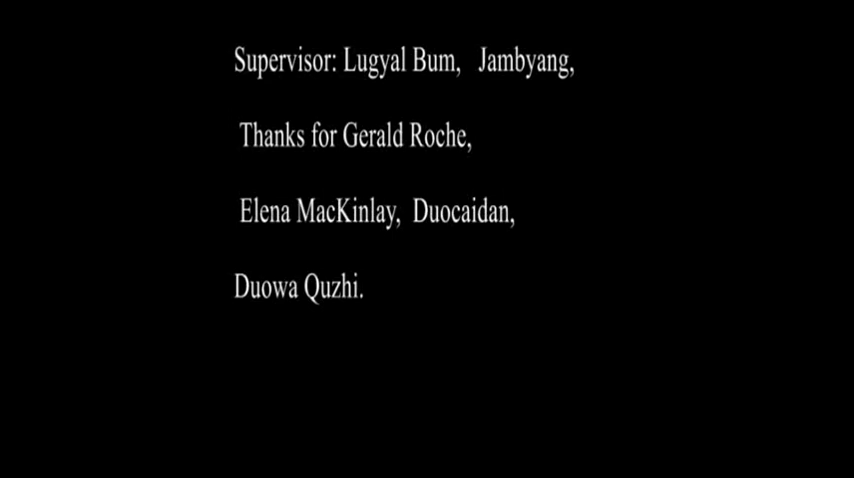 Supervisor: Lugyal Bum, Jambyang,
Thanks for Gerald Roche,
Elena MacKinlay, Duocaidan,
Duowa Quzhi.